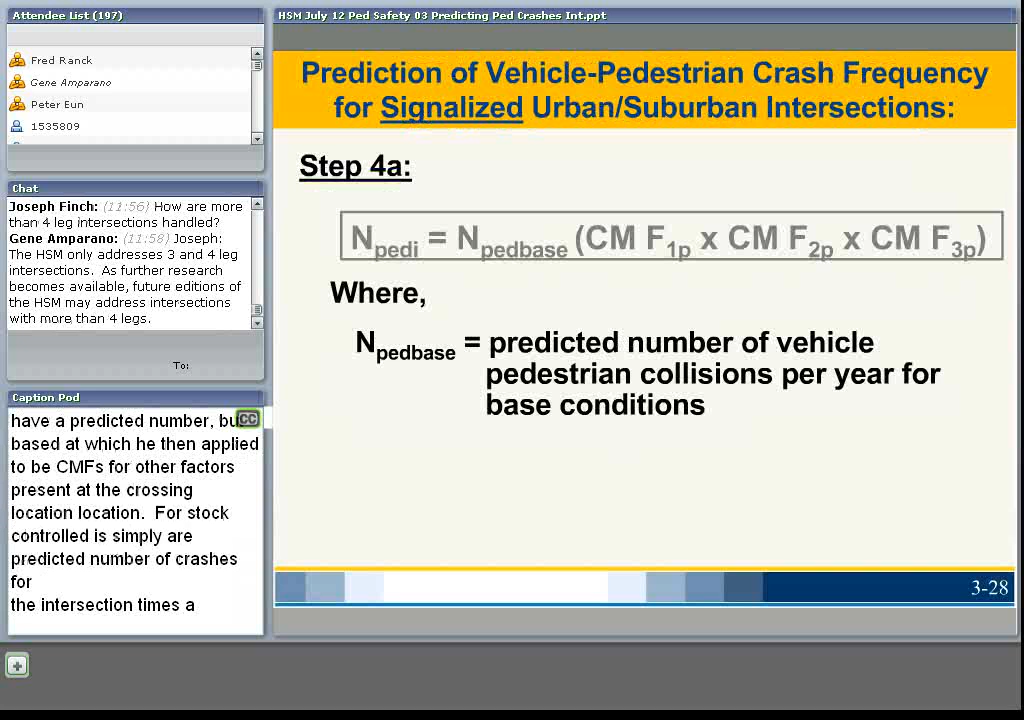 Attendee List (197)
Fred Ranck
Gene Amparano
Peter Eun
1535809
Chat
Joseph Finch: (11:56) How are more
than 4 leg intersections handled?
Gene Amparano: (11:58) Joseph:
The HSM only addresses 3 and 4 leg
intersections. As further research
becomes available, future editions of
the HSM may address intersections
with more than 4 legs.
To:
Caption Pod
have a predicted number, bu
CC
based at which he then applied
to be CMFs for other factors
present at the crossing
location location. For stock
controlled is simply are
predicted number of crashes
for
the intersection times a
HSM July 12 Ped Safety 03 Predicting Ped Crashes Int.ppt
Prediction of Vehicle-Pedestrian Crash Frequency
for Signalized Urban/Suburban Intersections:
Step 4a:
Npedi = Npedbase (CM F1p x CM F2p x CM F3p)
Where,
Npedbase = predicted number of vehicle
pedestrian collisions per year for
base conditions
3-28